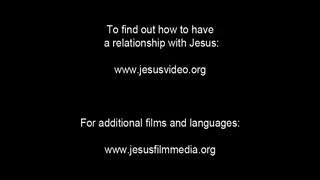 To find out how to have
a relationship with Jesus:
www.jesusvideo.org
For additional films and languages:
www.jesusfilmmedia.org